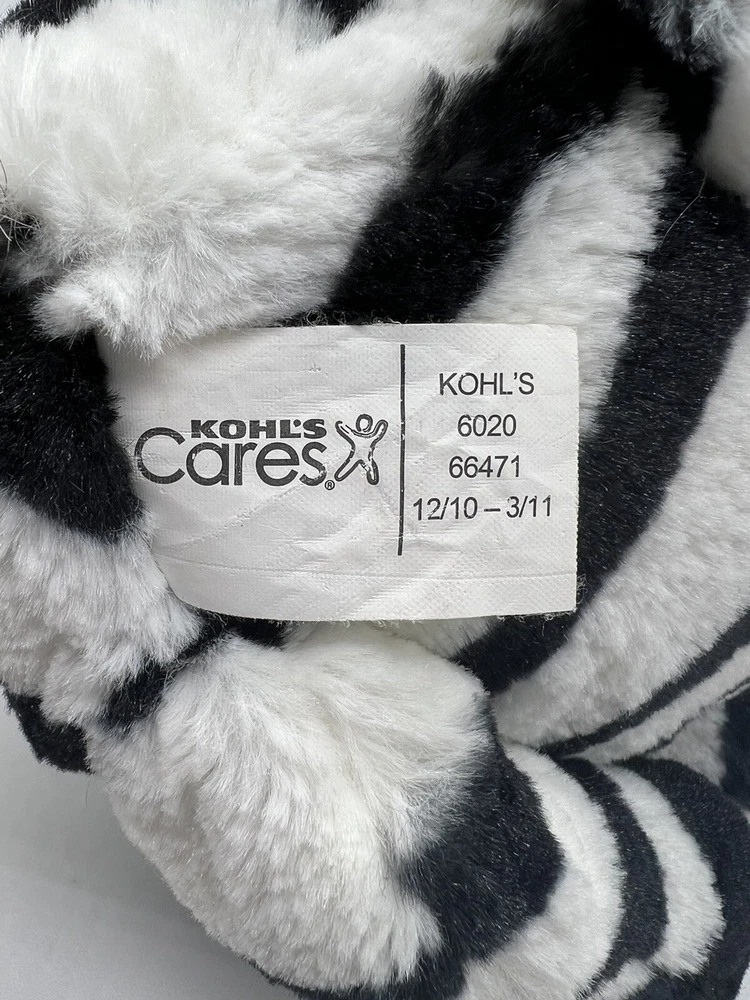 KOHL'S
Cares®
KOHL'S
6020
66471
12/10 – 3/11